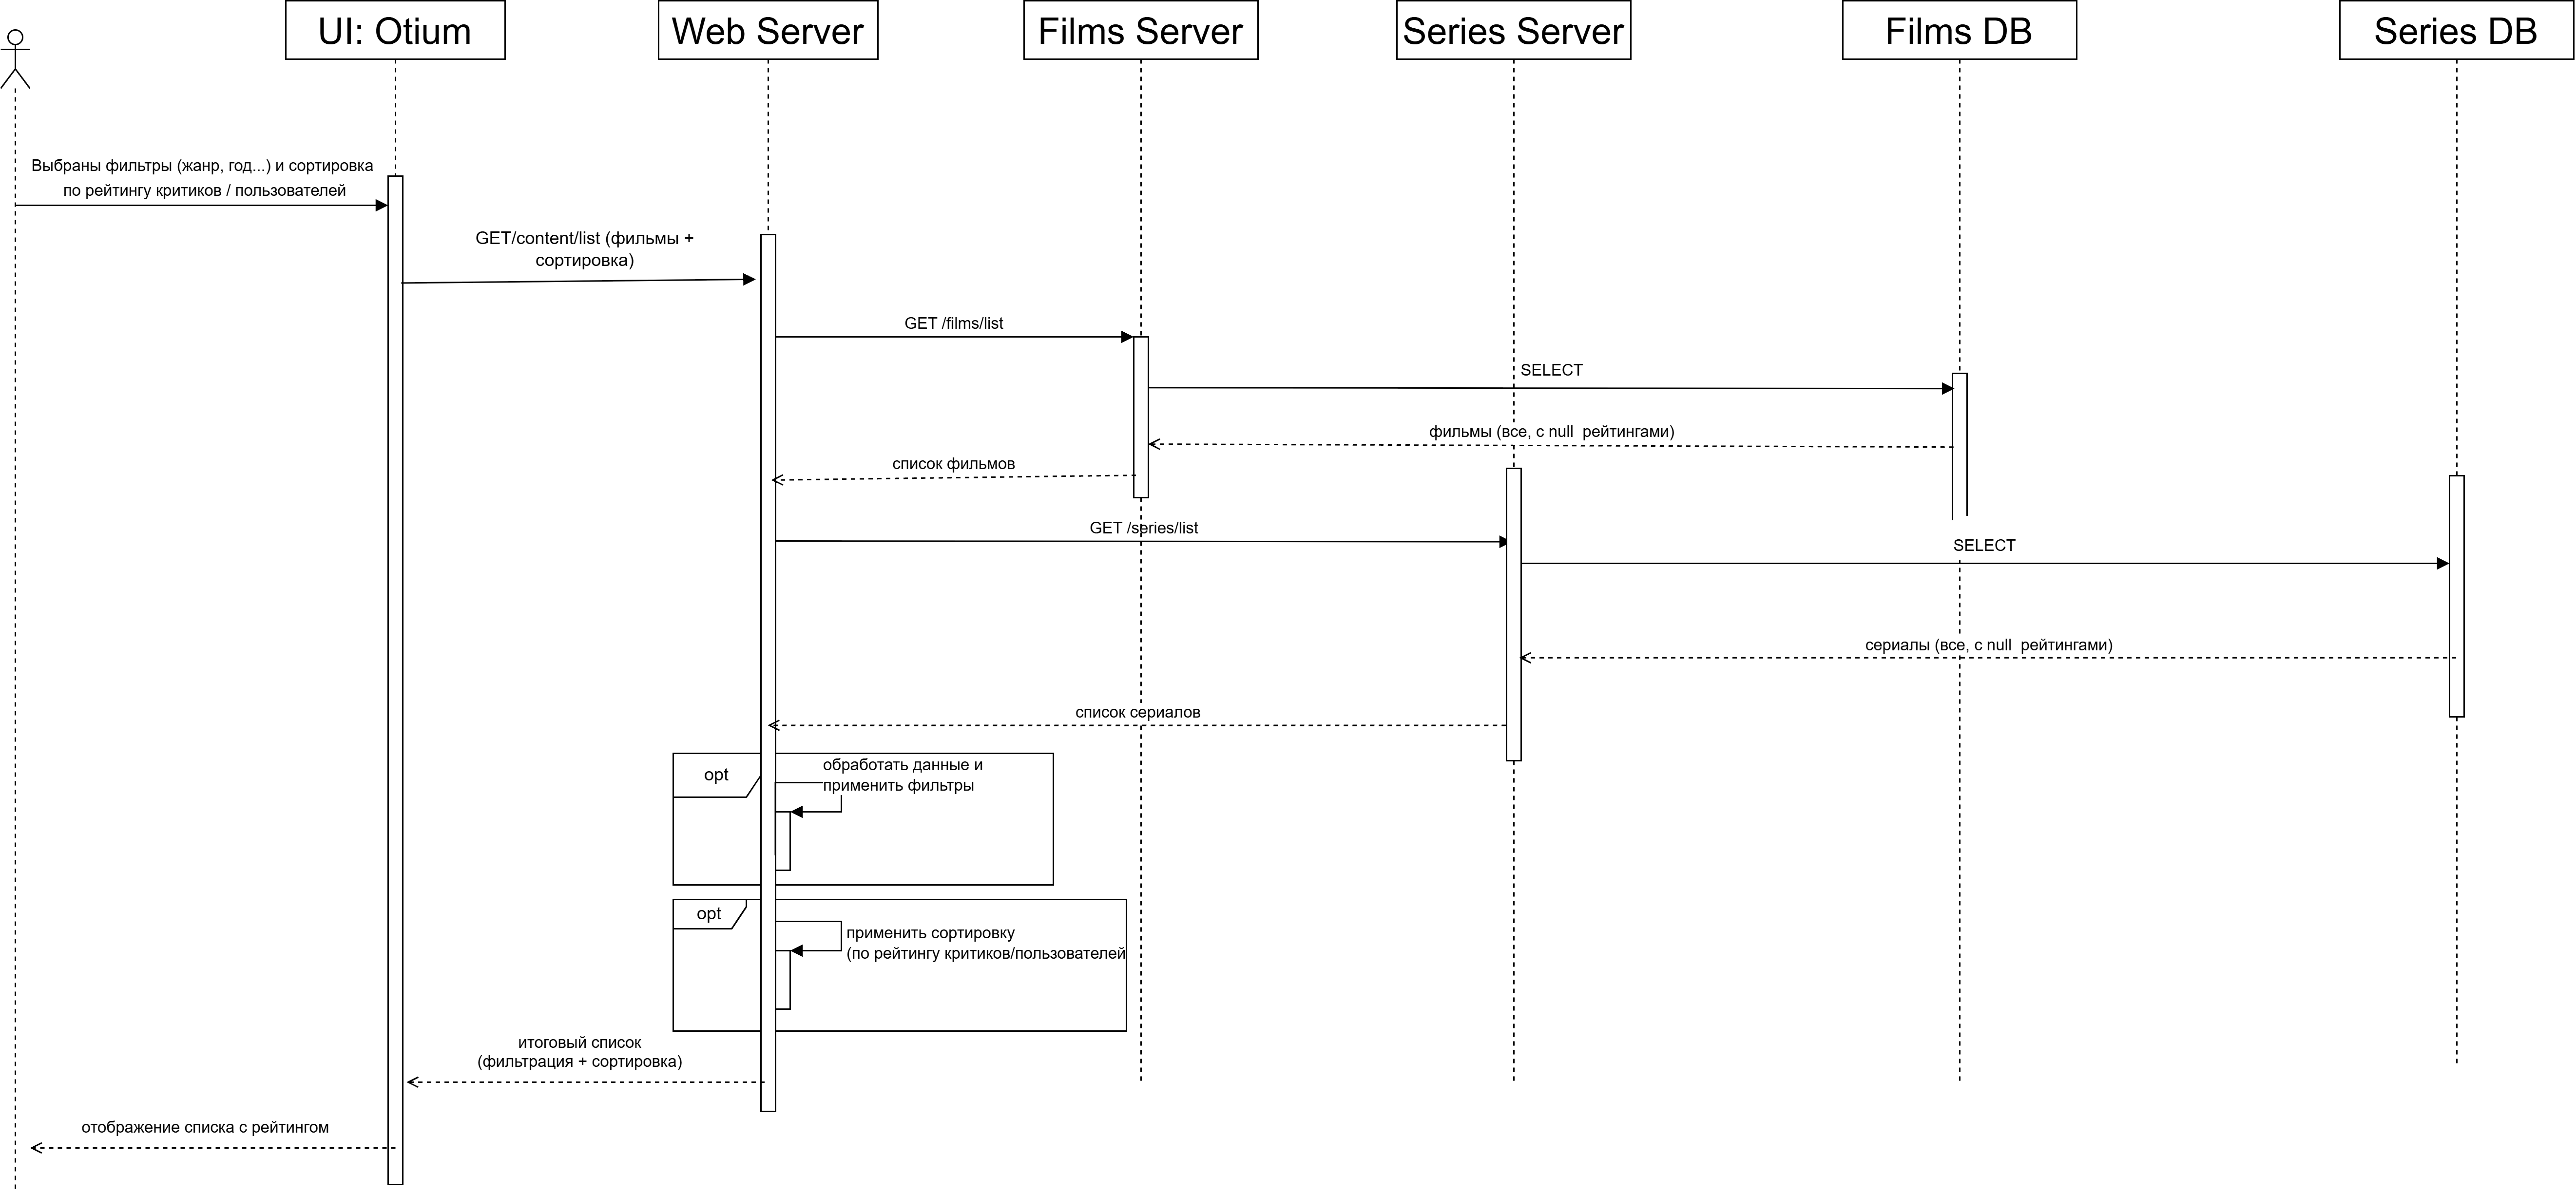 UI: Otium
Web Server
Films Server
Series Server
Films DB
Series DB
Выбраны фильтры (жанр, год...) и сортировка
по рейтингу критиков / пользователей
GET/content/list (фильмы +
сортировка)
GET /films/list
SELECT
фильмы (все, с null  рейтингами)
список фильмов
GET /series/list
SELECT
сериалы (все, с null  рейтингами)
список сериалов
opt
обработать данные и
применить фильтры
opt
применить сортировку
(по рейтингу критиков/пользователей
итоговый список
(фильтрация + сортировка)
отображение списка с рейтингом